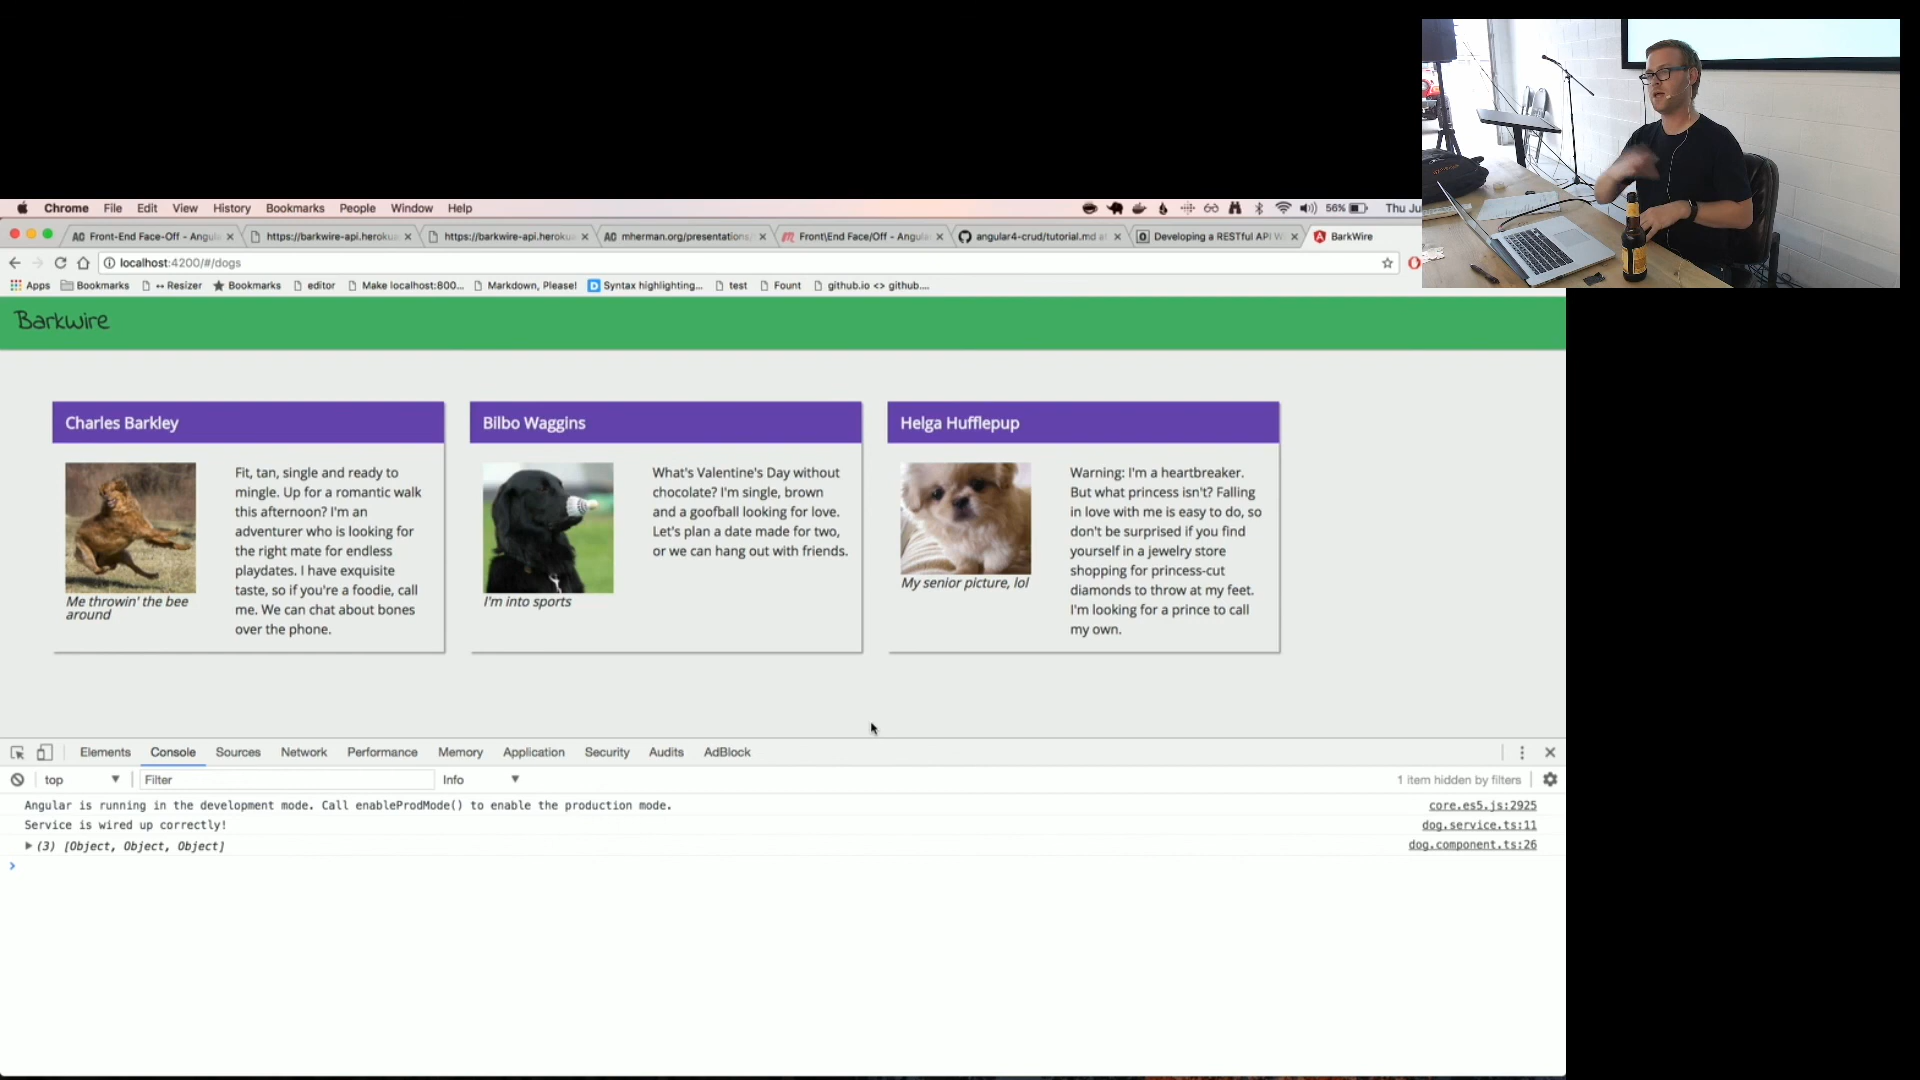 Chrome File Edit View History Bookmarks People Window Help 56% Thu Ju
Front-End Face-Off - Angul https://barkwire-api.heroku https://barkwire-api.heroku mherman.org/presentations Front\End Face/Off - Angula angular4-crud/tutorial.md a Developing a RESTful API W BarkWire
localhost:4200/#/dogs
Apps Bookmarks ↔ Resizer Bookmarks editor Make localhost:800... Markdown, Please! Syntax highlighting... test Fount github.io <> github....
Barkwire
Charles Barkley
Fit, tan, single and ready to
mingle. Up for a romantic walk
this afternoon? I'm an
adventurer who is looking for
the right mate for endless
playdates. I have exquisite
taste, so if you're a foodie, call
me. We can chat about bones
over the phone.
Me throwin' the bee
around
Bilbo Waggins
What's Valentine's Day without
chocolate? I'm single, brown
and a goofball looking for love.
Let's plan a date made for two,
or we can hang out with friends.
I'm into sports
Helga Hufflepup
Warning: I'm a heartbreaker.
But what princess isn't? Falling
in love with me is easy to do, so
don't be surprised if you find
yourself in a jewelry store
shopping for princess-cut
diamonds to throw at my feet.
I'm looking for a prince to call
my own.
My senior picture, lol
Elements Console Sources Network Performance Memory Application Security Audits AdBlock
top Filter Info 1 item hidden by filters
Angular is running in the development mode. Call enableProdMode() to enable the production mode. core.es5.js:2925
Service is wired up correctly! dog.service.ts:11
(3) [Object, Object, Object] dog.component.ts:26